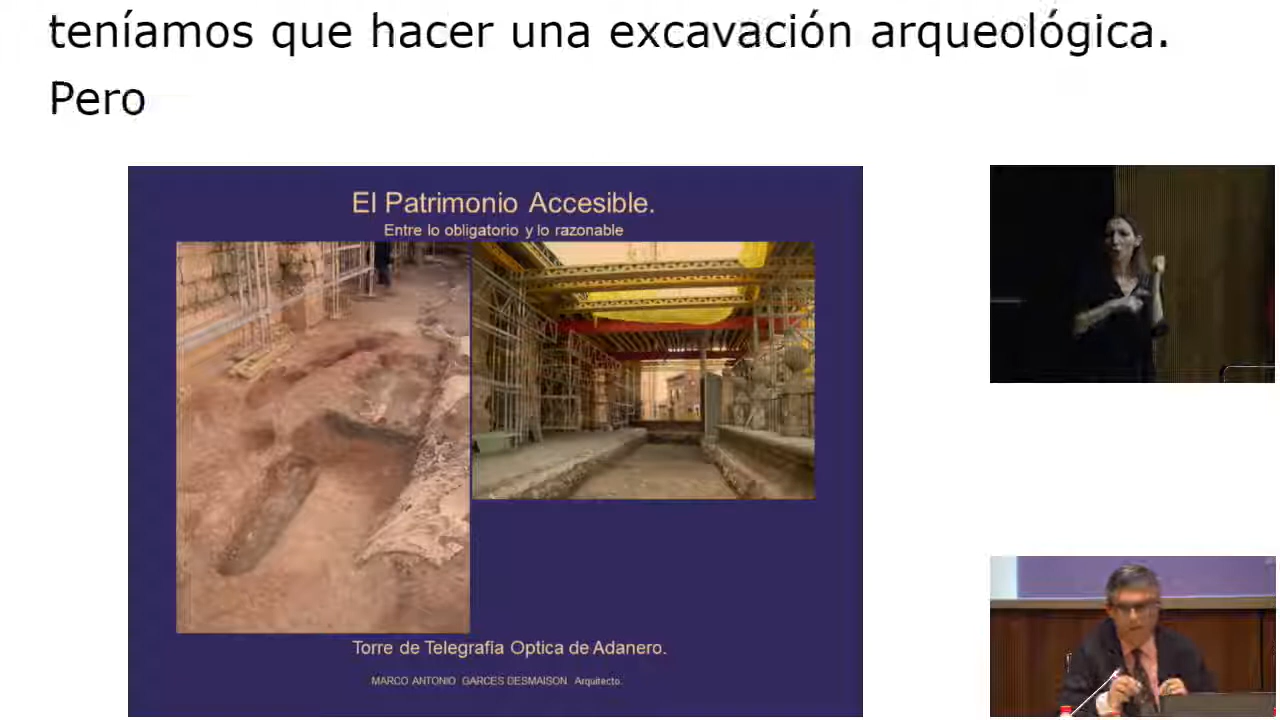 teníamos que hacer una excavación arqueológica.
Pero
El Patrimonio Accesible.
Entre lo obligatorio y lo razonable
Torre de Telegrafía Optica de Adanero.
MARCO ANTONIO GARCES DESMAISON. Arquitecto.